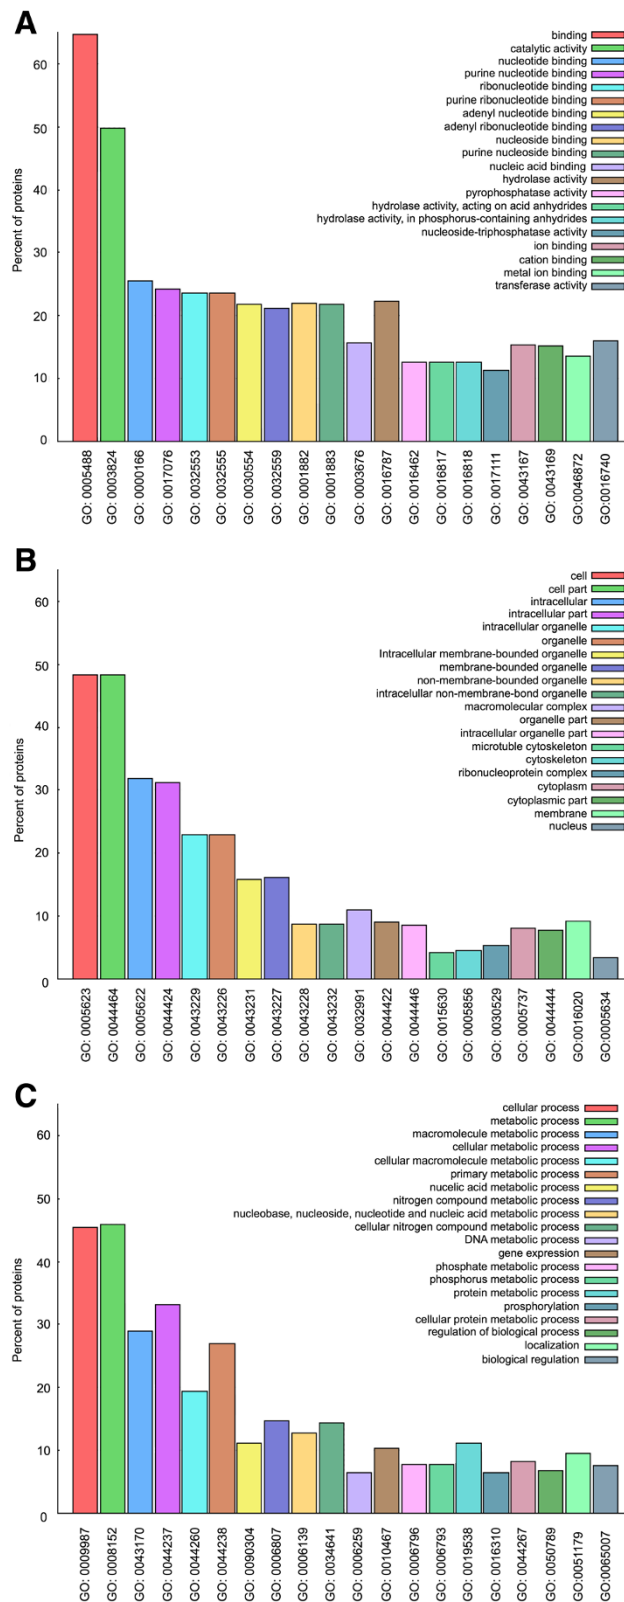 A
Percent of proteins
60
50
40
30
20
10
0
binding
catalytic activity
nucleotide binding
purine nucleotide binding
ribonucleotide binding
purine ribonucleotide binding
adenyl nucleotide binding
adenyl ribonucleotide binding
nucleoside binding
purine nucleoside binding
nucleic acid binding
hydrolase activity
pyrophosphatase activity
hydrolase activity, acting on acid anhydrides
hydrolase activity, in phosphorus-containing anhydrides
nucleoside-triphosphatase activity
ion binding
cation binding
metal ion binding
transferase activity
GO: 0005488
GO: 0003824
GO: 0000166
GO: 0017076
GO: 0032553
GO: 0032555
GO: 0030554
GO: 0032559
GO: 0001882
GO: 0001883
GO: 0003676
GO: 0016787
GO: 0016462
GO: 0016817
GO: 0016818
GO: 0017111
GO: 0043167
GO: 0043169
GO:0046872
GO:0016740
B
Percent of proteins
60
50
40
30
20
10
0
cell
cell part
intracellular
intracellular part
intracellular organelle
organelle
Intracellular membrane-bounded organelle
membrane-bounded organelle
non-membrane-bounded organelle
intracelullar non-membrane-bond organelle
macromolecular complex
organelle part
intracellular organelle part
microtuble cytoskeleton
cytoskeleton
ribonucleoprotein complex
cytoplasm
cytoplasmic part
membrane
nucleus
GO: 0005623
GO: 0044464
GO: 0005622
GO: 0044424
GO: 0043229
GO: 0043226
GO: 0043231
GO: 0043227
GO: 0043228
GO: 0043232
GO: 0032991
GO: 0044422
GO: 0044446
GO: 0015630
GO: 0005856
GO: 0030529
GO: 0005737
GO: 0044444
GO:0016020
GO:0005634
C
Percent of proteins
60
50
40
30
20
10
0
cellular process
metabolic process
macromolecule metabolic process
cellular metabolic process
cellular macromolecule metabolic process
primary metabolic process
nucelic acid metabolic process
nitrogen compound metabolic process
nucleobase, nucleoside, nucleotide and nucleic acid metabolic process
cellular nitrogen compound metabolic process
DNA metabolic process
gene expression
phosphate metabolic process
phosphorus metabolic process
protein metabolic process
prosphorylation
cellular protein metabolic process
regulation of biological process
localization
biological regulation
GO: 0009987
GO: 0008152
GO: 0043170
GO: 0044237
GO: 0044260
GO: 0044238
GO: 0090304
GO: 0006807
GO: 0006139
GO: 0034641
GO: 0006259
GO: 0010467
GO: 0006796
GO: 0006793
GO: 0019538
GO: 0016310
GO: 0044267
GO: 0050789
GO:0051179
GO:0065007